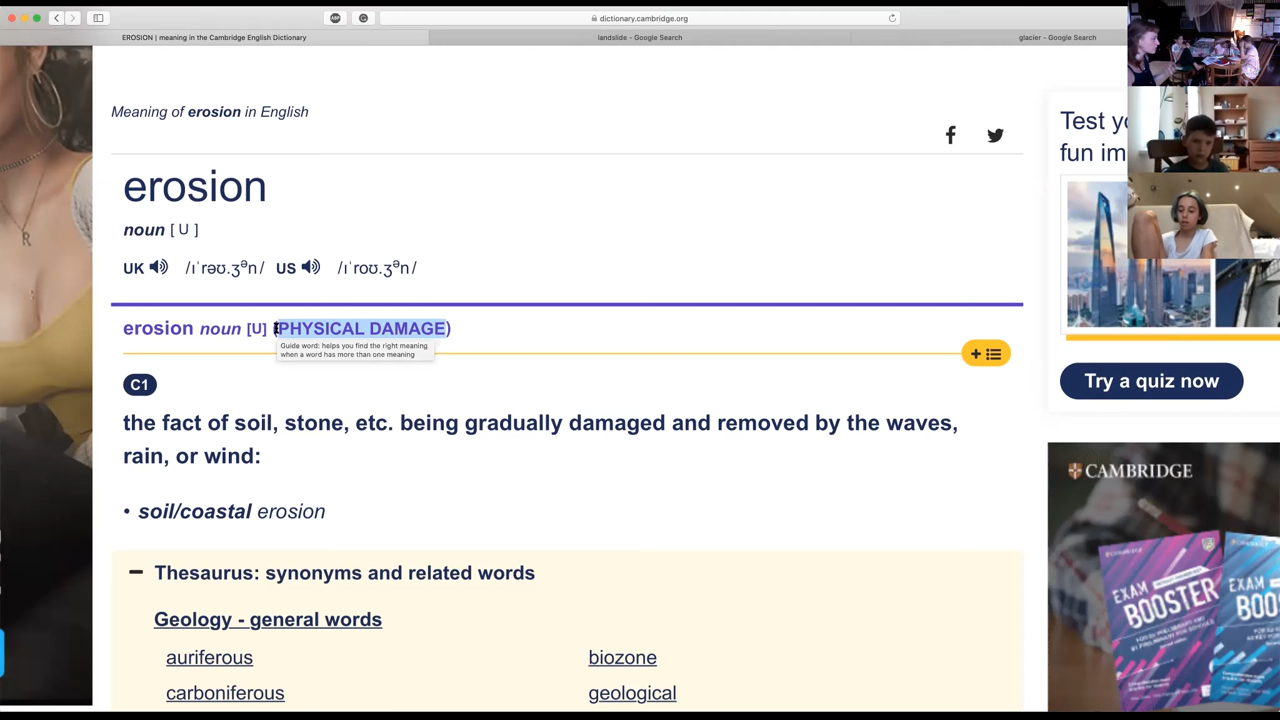 dictionary.cambridge.org
EROSION | meaning in the Cambridge English Dictionary
landslide - Google Search
glacier - Google Search
Meaning of erosion in English
erosion
noun [ U ]
UK /ɪˈrəʊ.ʒᵊn/ US /ɪˈroʊ.ʒᵊn/
erosion noun [U] (PHYSICAL DAMAGE)
Guide word: helps you find the right meaning
when a word has more than one meaning
C1
the fact of soil, stone, etc. being gradually damaged and removed by the waves,
rain, or wind:
• soil/coastal erosion
Thesaurus: synonyms and related words
Geology - general words
auriferous
biozone
carboniferous
geological
Test
fun im
Try a quiz now
CAMBRIDGE
EXAM
BOOSTER
EXAM
R